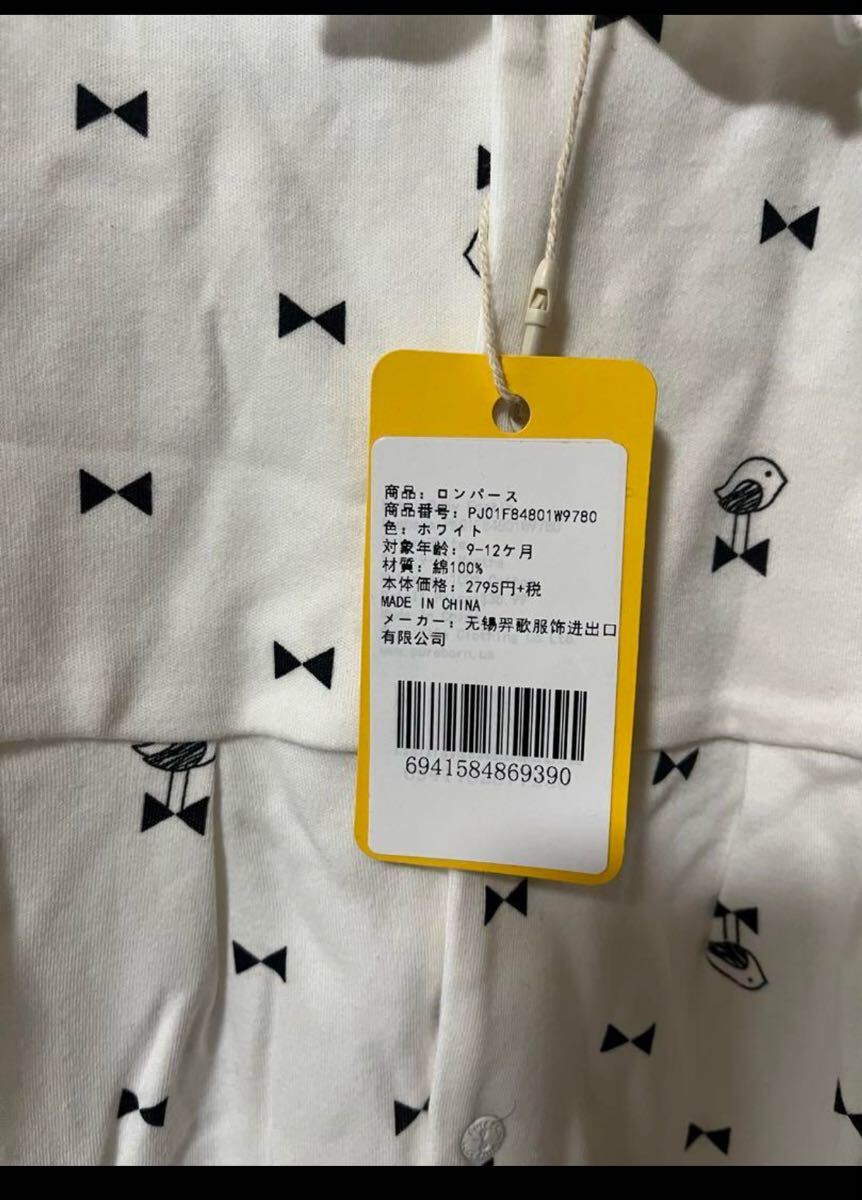 商品: ロンパース
商品番号: PJ01F84801W9780
色: ホワイト
対象年齢: 9-12ケ月
材質: 綿100%
本体価格: 2795円+税
MADE IN CHINA
メーカー: 无锡羿歌服饰进出口
有限公司
6941584869390